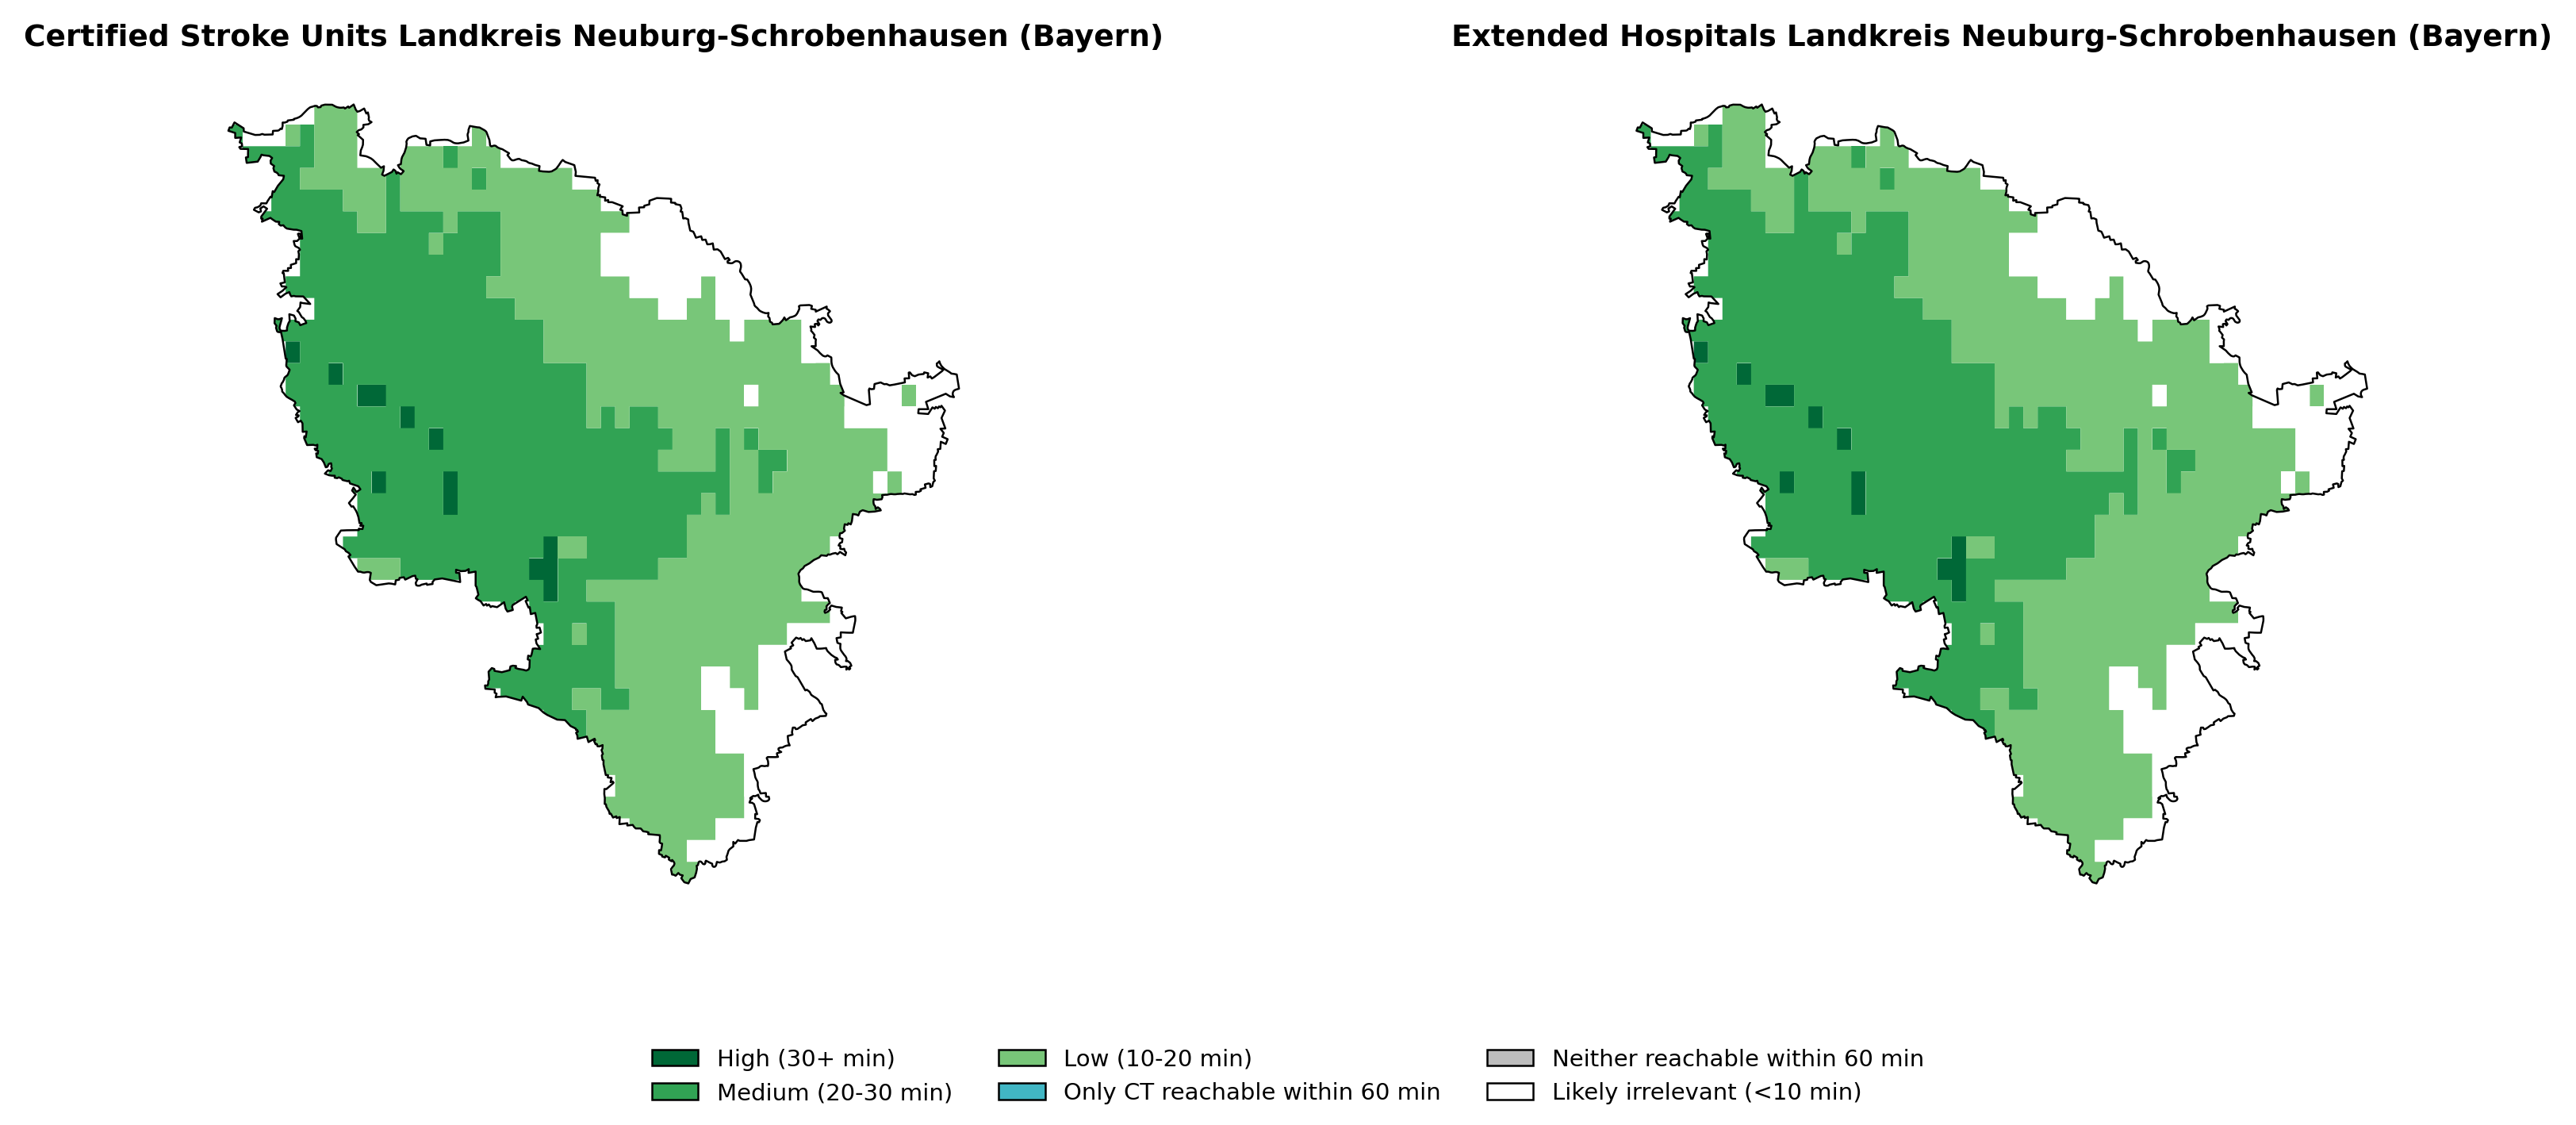 Certified Stroke Units Landkreis Neuburg-Schrobenhausen (Bayern)
Extended Hospitals Landkreis Neuburg-Schrobenhausen (Bayern)
High (30+ min)
Medium (20-30 min)
Low (10-20 min)
Only CT reachable within 60 min
Neither reachable within 60 min
Likely irrelevant (<10 min)